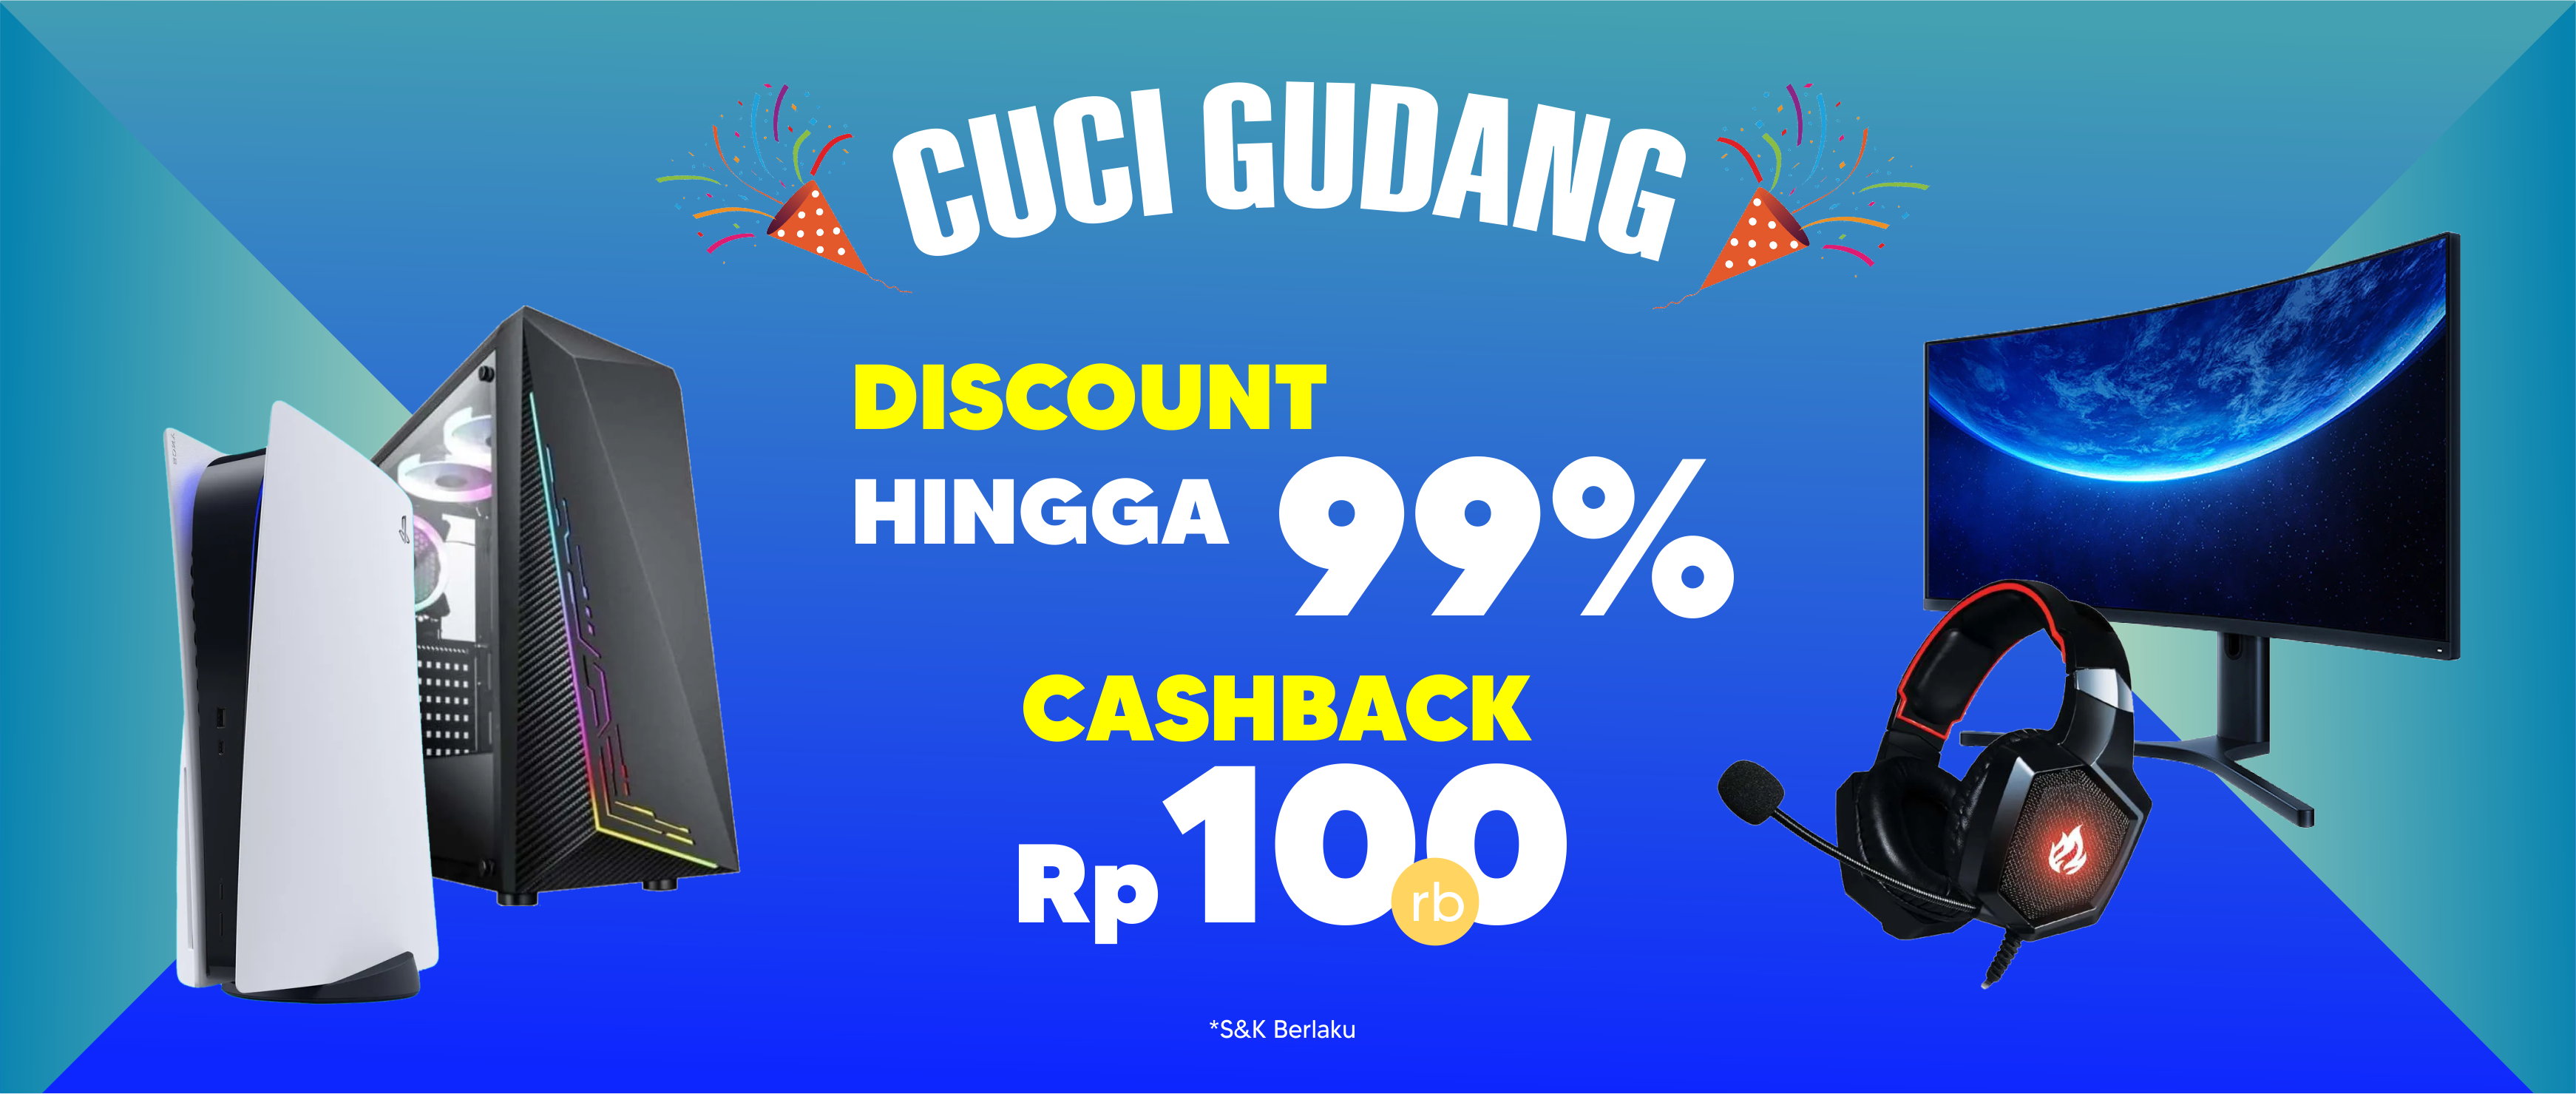 CUCI GUDANG
DISCOUNT
HINGGA 99%
CASHBACK
Rp 100
rb
*S&K Berlaku